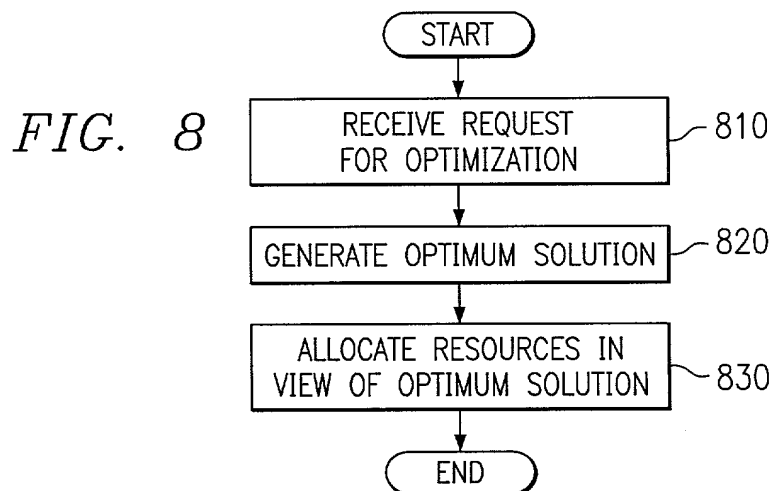 START
FIG. 8
RECEIVE REQUEST
FOR OPTIMIZATION
810
GENERATE OPTIMUM SOLUTION
820
ALLOCATE RESOURCES IN
VIEW OF OPTIMUM SOLUTION
830
END